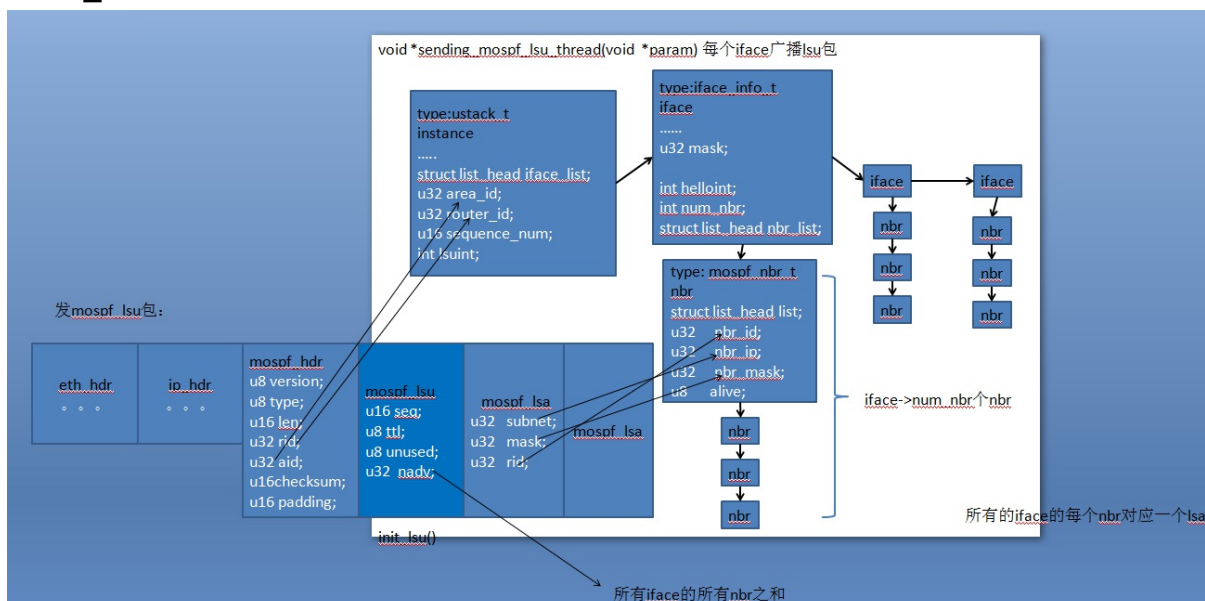 void *sending_mospf_lsu_thread(void *param) 每个iface广播lsu包
type:ustack_t
instance
.....
struct list_head iface_list;
u32 area_id;
u32 router_id;
u16 sequence_num;
int lsuint;
type:iface_info_t
iface
......
u32 mask;
int helloint;
int num_nbr;
struct list_head nbr_list;
iface
nbr
nbr
nbr
iface
nbr
nbr
nbr
type: mospf_nbr_t
nbr
struct list_head list;
u32 nbr_id;
u32 nbr_ip;
u32 nbr_mask;
u8 alive;
nbr
nbr
nbr
iface->num_nbr个nbr
所有的iface的每个nbr对应一个lsa
发mospf_lsu包：
eth_hdr
。。。
ip_hdr
。。。
mospf_hdr
u8 version;
u8 type;
u16 len;
u32 rid;
u32 aid;
u16checksum;
u16 padding;
mospf_lsu
u16 seq;
u8 ttl;
u8 unused;
u32 nadv;
mospf_lsa
u32 subnet;
u32 mask;
u32 rid;
mospf_lsa
init_lsu()
所有iface的所有nbr之和